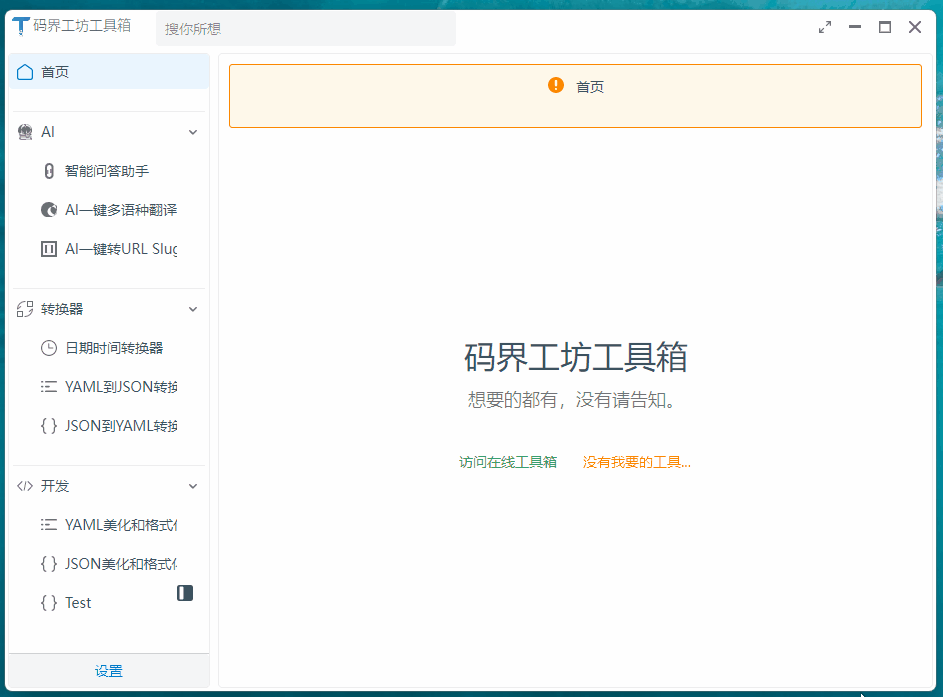 码界工坊工具箱
搜你所想
首页
首页
AI
智能问答助手
AI一键多语种翻译
AI一键转URL Slug
转换器
日期时间转换器
YAML到JSON转换
JSON到YAML转换
开发
YAML美化和格式化
JSON美化和格式化
Test
设置
码界工坊工具箱
想要的都有，没有请告知。
访问在线工具箱
没有我要的工具...